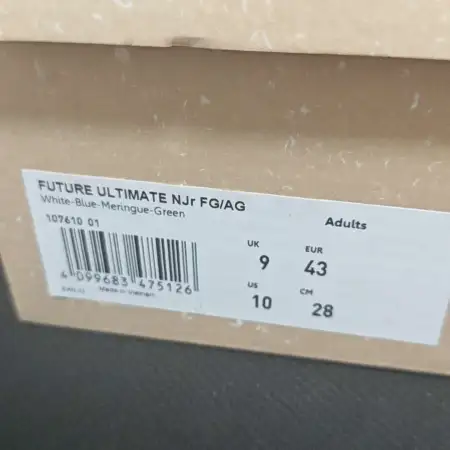 FUTURE ULTIMATE NJr FG/AG
White-Blue-Meringue-Green
107610 01
Adults
UK EUR
9 43
US CM
10 28
4 099683 475126
Made in Vietnam